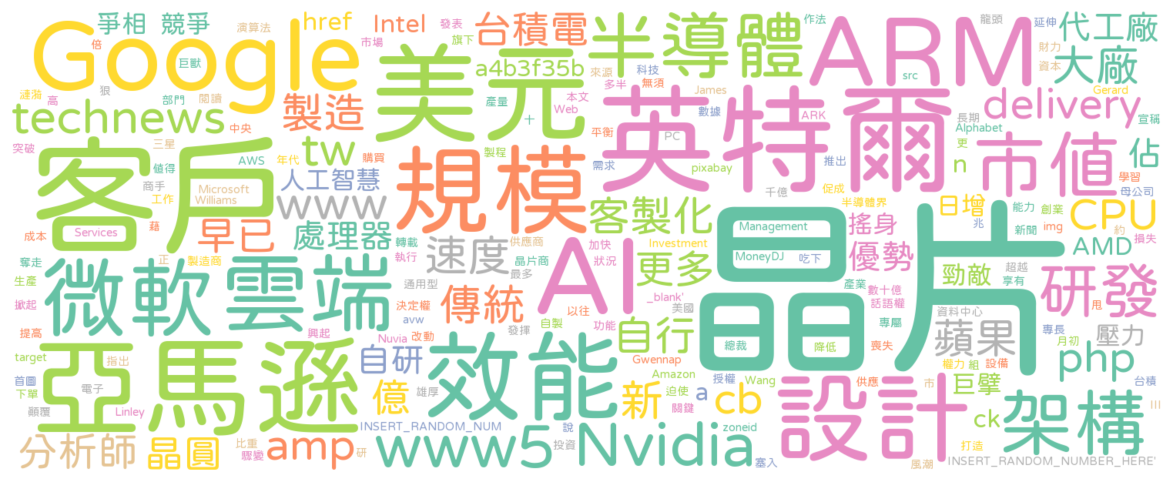 爭相 競爭 演算法 href Intel 發表 台積電 半導體 ARM 龍頭 作法 延伸 代工廠
Google 倍 巨獸 市場 旗下 美元 a4b3f35b 來源 科技 src 財力 資本 大廠
謹瀚 高 狠 部門 閱讀 製造 產量 本文 Web 多半 無須 James 數據 ARK delivery Gerard
technews 中央 十 英特爾 長期 Alphabet 宣稱
突破 三星 tw 規模 製程 平衡 PC 更 市值 佔
客戶 值得 AWS 年代 購買 需求 pixabay 推出 n 學習
商手 Microsoft 人工智慧 千億 促成 母公司
工作 Williams www 客製化 半導體界 日增 兆 能力 創業 約
成本 Services 藉 早已 處理器 轉載 速度 供應商 AI 加快 Investment Management 晶片 搖身 CPU 新聞 img 損失
奪走 正 製造商 執行 晶片商 狀況 更多 MoneyDJ 吃下 優勢 勁敵 超越 AMD
生產 微軟 雲端 通用型 最多 _blank' 產業 數十億 享有 研發
掀起 決定權 傳統 以往 美國 話語權 資料中心 甩
提高 興起 avw 改動 發揮 自製 功能 自行 專屬 蘋果 專長 月初 壓力
target 指出 自研 Nuvia 效能 Gwennap 總裁 降低 喪失 權力 組 設備 php
亞馬遜 首圖 下單 電子 億 雄厚 Amazon 迫使 授權 Wang 供應 市 巨擘 台積
顛覆 Linley 新 關鍵 a cb 設計 ck 架構 川
分析師 晶圓 比重 驟變 amp INSERT_RANDOM_NUM 說 zoneid 打造
研 www5 投資 Nvidia 塞入 風潮 INSERT_RANDOM_NUMBER_HERE'